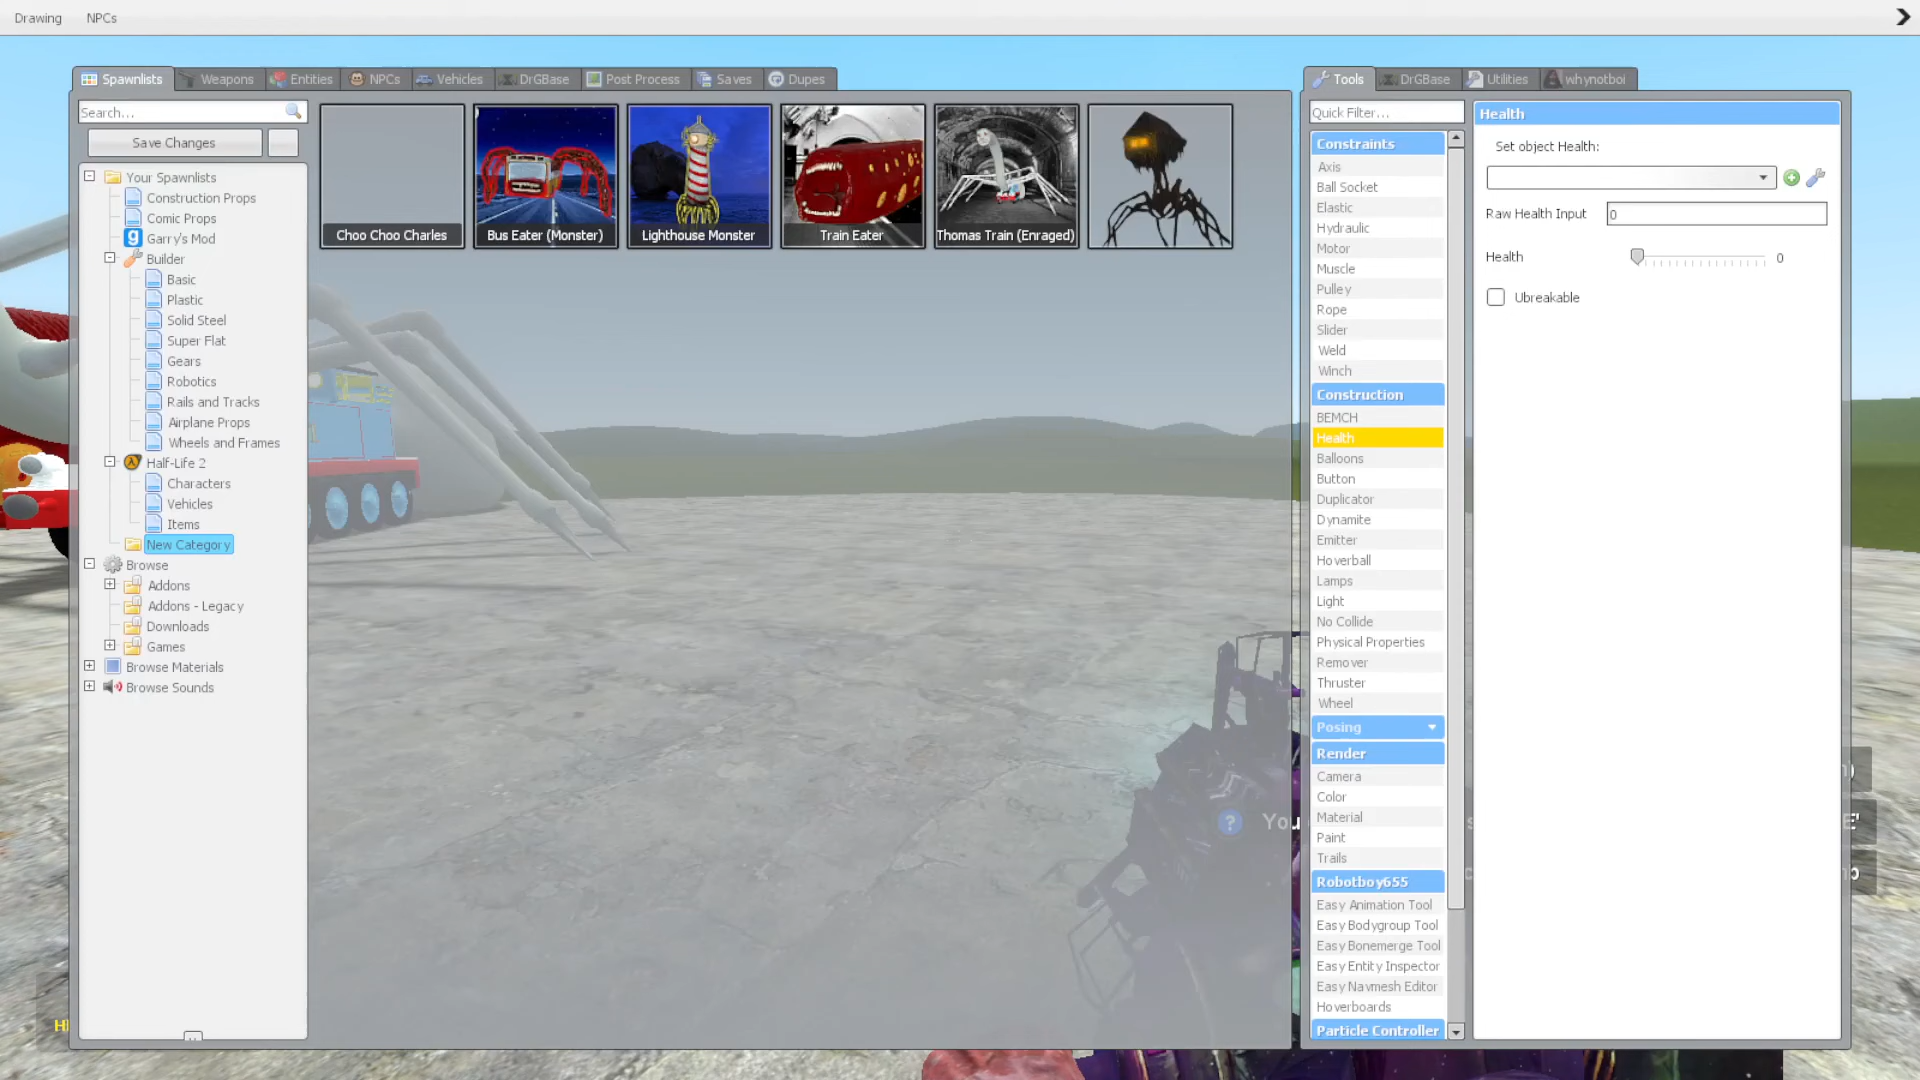 Drawing NPCs
Spawnlists Weapons Entities NPCs Vehicles DrGBase Post Process Saves Dupes
Search...
Save Changes
Your Spawnlists
Construction Props
Comic Props
Garry's Mod
Builder
Basic
Plastic
Solid Steel
Super Flat
Gears
Robotics
Rails and Tracks
Airplane Props
Wheels and Frames
Half-Life 2
Characters
Vehicles
Items
New Category
Browse
Addons
Addons - Legacy
Downloads
Games
Browse Materials
Browse Sounds
Choo Choo Charles
Bus Eater (Monster)
Lighthouse Monster
Train Eater
Thomas Train (Enraged)
You
Tools DrGBase Utilities whynotboi
Quick Filter...
Constraints
Axis
Ball Socket
Elastic
Hydraulic
Motor
Muscle
Pulley
Rope
Slider
Weld
Winch
Construction
BEMCH
Health
Balloons
Button
Duplicator
Dynamite
Emitter
Hoverball
Lamps
Light
No Collide
Physical Properties
Remover
Thruster
Wheel
Posing
Render
Camera
Color
Material
Paint
Trails
Robotboy655
Easy Animation Tool
Easy Bodygroup Tool
Easy Bonemerge Tool
Easy Entity Inspector
Easy Navmesh Editor
Hoverboards
Particle Controller
Health
Set object Health:
Raw Health Input 0
Health 0
Ubreakable